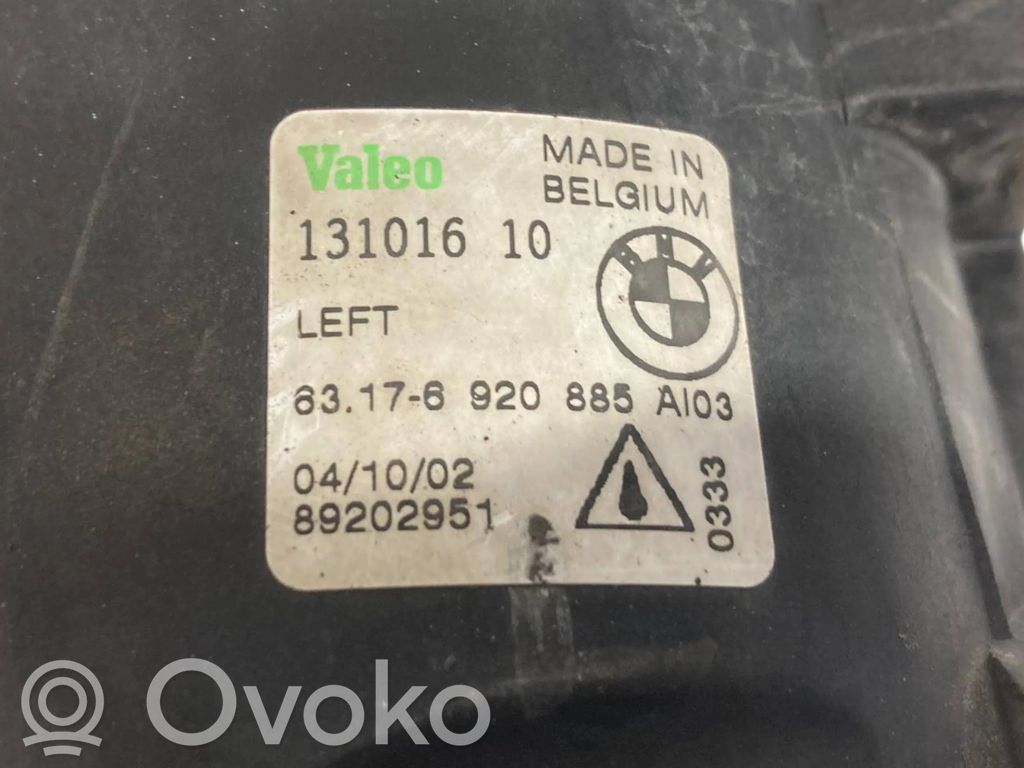 Valeo
MADE IN
BELGIUM
131016 10
BMW
LEFT
63.17-6 920 885 AI03
04/10/02
89202951
0333
Ovoko